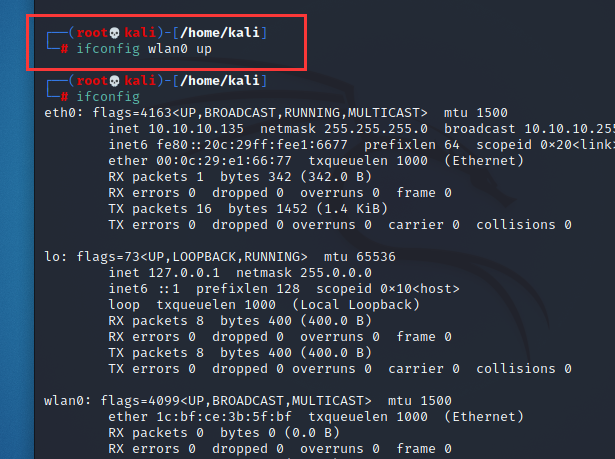 ┌──(root💀kali)-[/home/kali]
└─# ifconfig wlan0 up
┌──(root💀kali)-[/home/kali]
└─# ifconfig
eth0: flags=4163<UP,BROADCAST,RUNNING,MULTICAST>  mtu 1500
        inet 10.10.10.135  netmask 255.255.255.0  broadcast 10.10.10.255
        inet6 fe80::20c:29ff:fee1:6677  prefixlen 64  scopeid 0×20<link>
        ether 00:0c:29:e1:66:77  txqueuelen 1000  (Ethernet)
        RX packets 1  bytes 342 (342.0 B)
        RX errors 0  dropped 0  overruns 0  frame 0
        TX packets 16  bytes 1452 (1.4 KiB)
        TX errors 0  dropped 0 overruns 0  carrier 0  collisions 0
lo: flags=73<UP,LOOPBACK,RUNNING>  mtu 65536
        inet 127.0.0.1  netmask 255.0.0.0
        inet6 ::1  prefixlen 128  scopeid 0×10<host>
        loop  txqueuelen 1000  (Local Loopback)
        RX packets 8  bytes 400 (400.0 B)
        RX errors 0  dropped 0  overruns 0  frame 0
        TX packets 8  bytes 400 (400.0 B)
        TX errors 0  dropped 0 overruns 0  carrier 0  collisions 0
wlan0: flags=4099<UP,BROADCAST,MULTICAST>  mtu 1500
        ether 1c:bf:ce:3b:5f:bf  txqueuelen 1000  (Ethernet)
        RX packets 0  bytes 0 (0.0 B)
        RX errors 0  dropped 0  overruns 0  frame 0